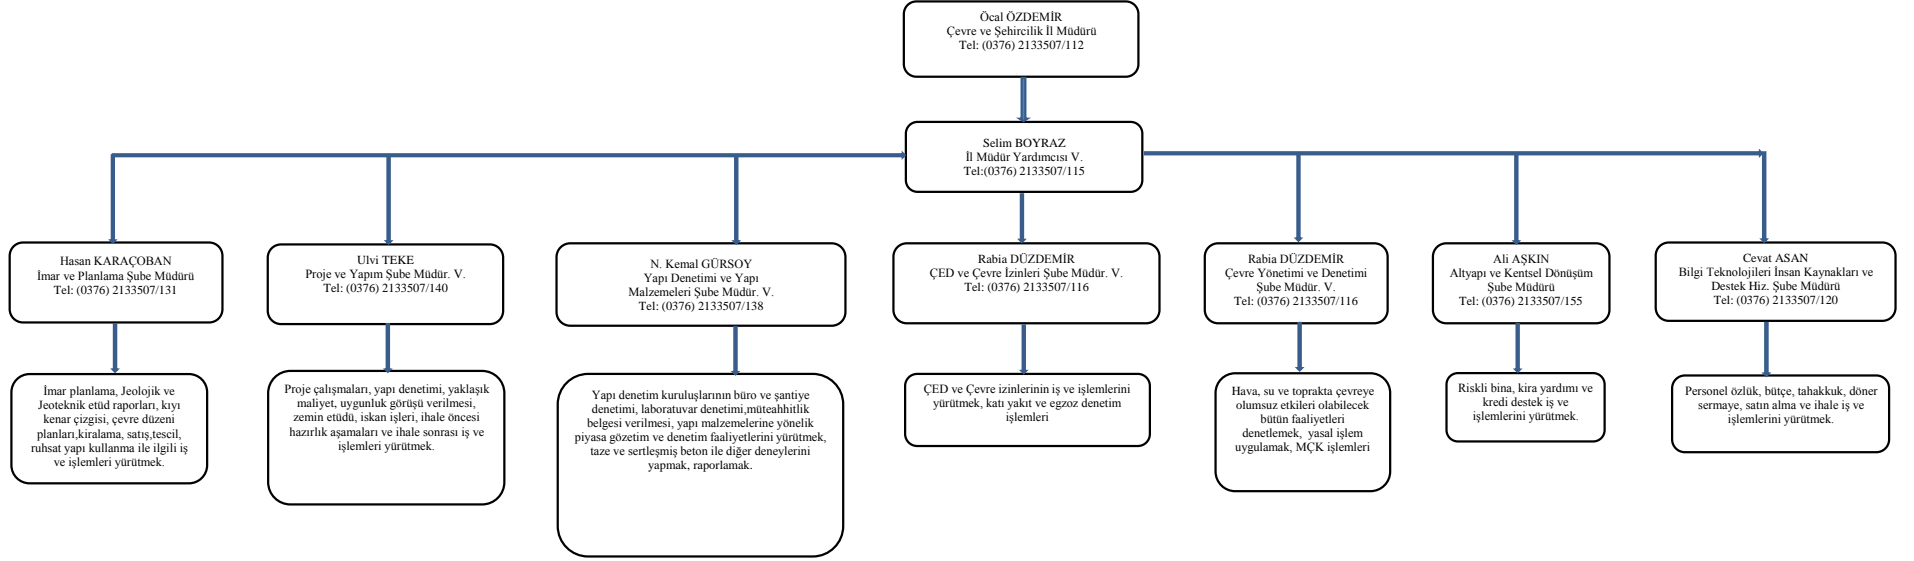 Öcal ÖZDEMİR
Çevre ve Şehircilik İl Müdürü
Tel: (0376) 2133507/112
Selim BOYRAZ
İl Müdür Yardımcısı V.
Tel:(0376) 2133507/115
Hasan KARAÇOBAN
İmar ve Planlama Şube Müdürü
Tel: (0376) 2133507/131
Ulvi TEKE
Proje ve Yapım Şube Müdür. V.
Tel: (0376) 2133507/140
N. Kemal GÜRSOY
Yapı Denetimi ve Yapı
Malzemeleri Şube Müdür. V.
Tel: (0376) 2133507/138
Rabia DÜZDEMİR
ÇED ve Çevre İzinleri Şube Müdür. V.
Tel: (0376) 2133507/116
Rabia DÜZDEMİR
Çevre Yönetimi ve Denetimi
Şube Müdür. V.
Tel: (0376) 2133507/116
Ali AŞKIN
Altyapı ve Kentsel Dönüşüm
Şube Müdürü
Tel: (0376) 2133507/155
Cevat ASAN
Bilgi Teknolojileri İnsan Kaynakları ve
Destek Hiz. Şube Müdürü
Tel: (0376) 2133507/120
İmar planlama, Jeolojik ve
Jeoteknik etüd raporları, kıyı
kenar çizgisi, çevre düzeni
planları,kiralama, satış,tescil,
ruhsat yapı kullanma ile ilgili iş
ve işlemleri yürütmek.
Proje çalışmaları, yapı denetimi, yaklaşık
maliyet, uygunluk görüşü verilmesi,
zemin etüdü, iskan işleri, ihale öncesi
hazırlık aşamaları ve ihale sonrası iş ve
işlemleri yürütmek.
Yapı denetim kuruluşlarının büro ve şantiye
denetimi, laboratuvar denetimi,müteahhitlik
belgesi verilmesi, yapı malzemelerine yönelik
piyasa gözetim ve denetim faaliyetlerini yürütmek,
taze ve sertleşmiş beton ile diğer deneylerini
yapmak, raporlamak.
ÇED ve Çevre izinlerinin iş ve işlemlerini
yürütmek, katı yakıt ve egzoz denetim
işlemleri
Hava, su ve toprakta çevreye
olumsuz etkileri olabilecek
bütün faaliyetleri
denetlemek, yasal işlem
uygulamak, MÇK işlemleri
Riskli bina, kira yardımı ve
kredi destek iş ve
işlemlerini yürütmek.
Personel özlük, bütçe, tahakkuk, döner
sermaye, satın alma ve ihale iş ve
işlemlerini yürütmek.